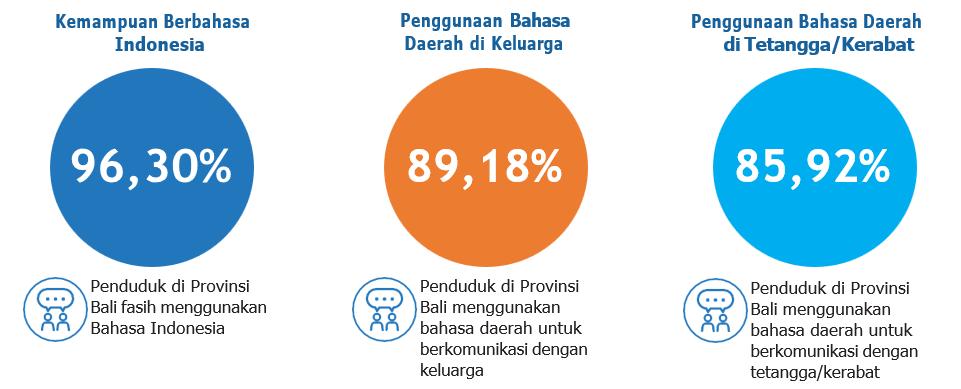 Kemampuan Berbahasa
Indonesia
96,30%
Penduduk di Provinsi
Bali fasih menggunakan
Bahasa Indonesia
Penggunaan Bahasa
Daerah di Keluarga
89,18%
Penduduk di Provinsi
Bali menggunakan
bahasa daerah untuk
berkomunikasi dengan
keluarga
Penggunaan Bahasa Daerah
di Tetangga/Kerabat
85,92%
Penduduk di Provinsi
Bali menggunakan
bahasa daerah untuk
berkomunikasi dengan
tetangga/kerabat